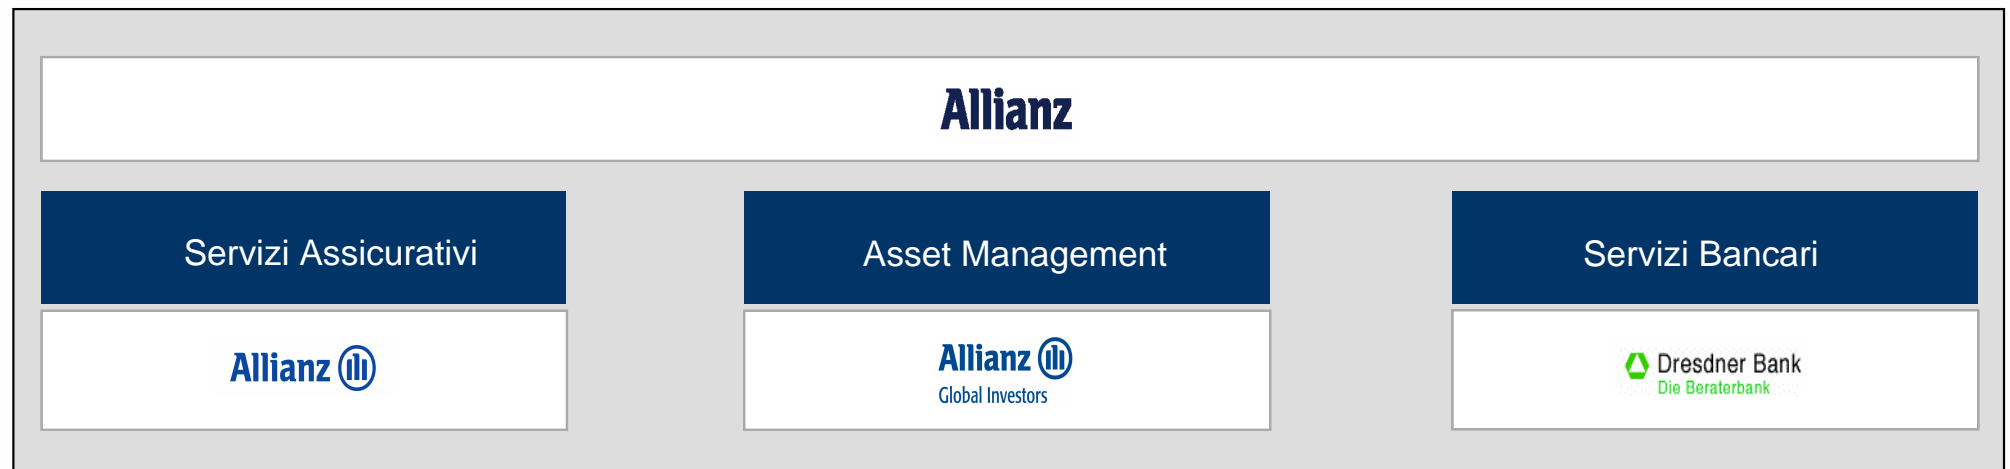 Allianz
Servizi Assicurativi
Asset Management
Servizi Bancari
Allianz
Allianz
Global Investors
Dresdner Bank
Die Beraterbank